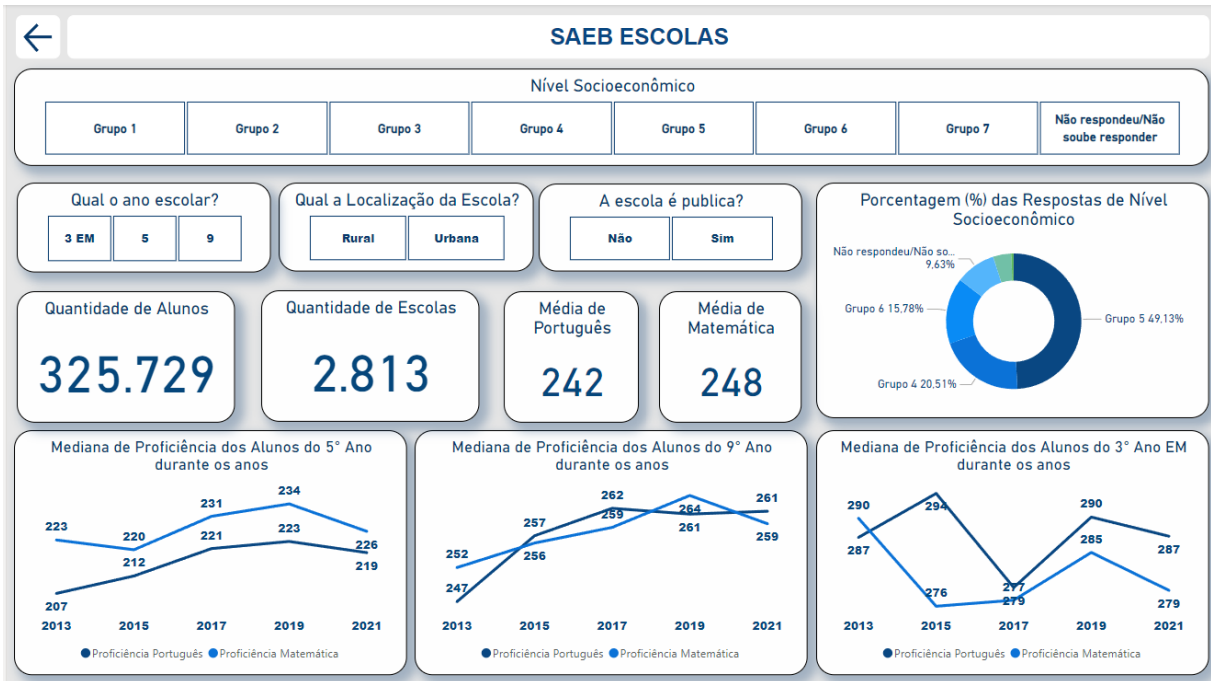 SAEB ESCOLAS
Nível Socioeconômico
Grupo 1
Grupo 2
Grupo 3
Grupo 4
Grupo 5
Grupo 6
Grupo 7
Não respondeu/Não
soube responder
Qual o ano escolar?
3 EM
5
9
Qual a Localização da Escola?
Rural
Urbana
A escola é publica?
Não
Sim
Porcentagem (%) das Respostas de Nível
Socioeconômico
Não respondeu/Não so...
9,63%
Grupo 6 15,78%
Grupo 5 49,13%
Grupo 4 20,51%
Quantidade de Alunos
325.729
Quantidade de Escolas
2.813
Média de
Português
242
Média de
Matemática
248
Mediana de Proficiência dos Alunos do 5° Ano
durante os anos
223
220
231
234
226
207
212
221
223
219
2013 2015 2017 2019 2021
Proficiência Português Proficiência Matemática
Mediana de Proficiência dos Alunos do 9° Ano
durante os anos
252
257
262
264
261
247
256
259
261
259
2013 2015 2017 2019 2021
Proficiência Português Proficiência Matemática
Mediana de Proficiência dos Alunos do 3° Ano EM
durante os anos
290
294
277
290
287
287
276
279
285
279
2013 2015 2017 2019 2021
Proficiência Português Proficiência Matemática